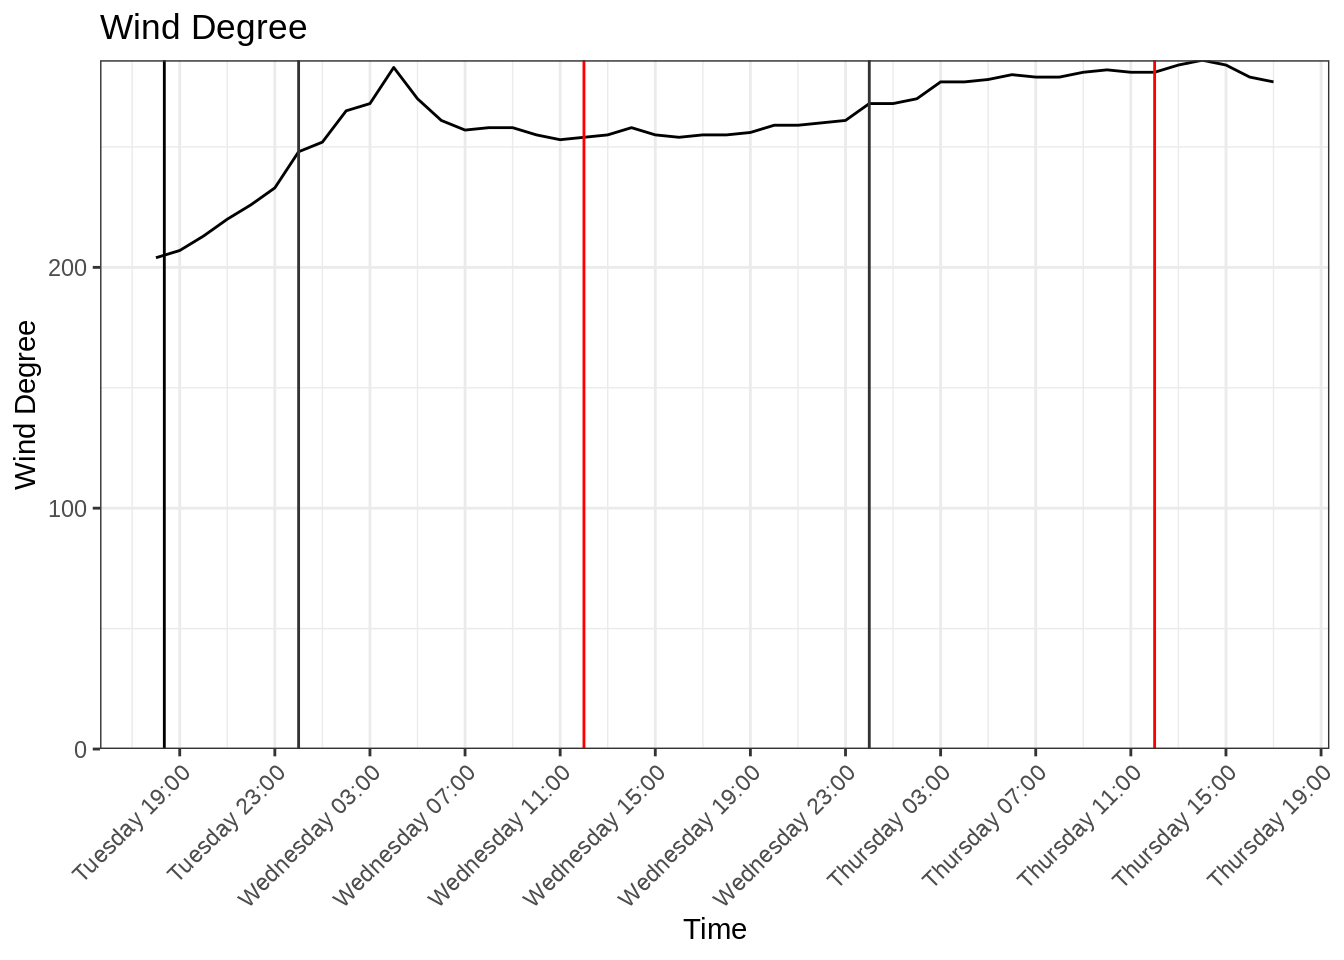 Wind Degree
Wind Degree
200
100
0
Tuesday 19:00
Tuesday 23:00
Wednesday 03:00
Wednesday 07:00
Wednesday 11:00
Wednesday 15:00
Wednesday 19:00
Wednesday 23:00
Thursday 03:00
Thursday 07:00
Thursday 11:00
Thursday 15:00
Thursday 19:00
Time